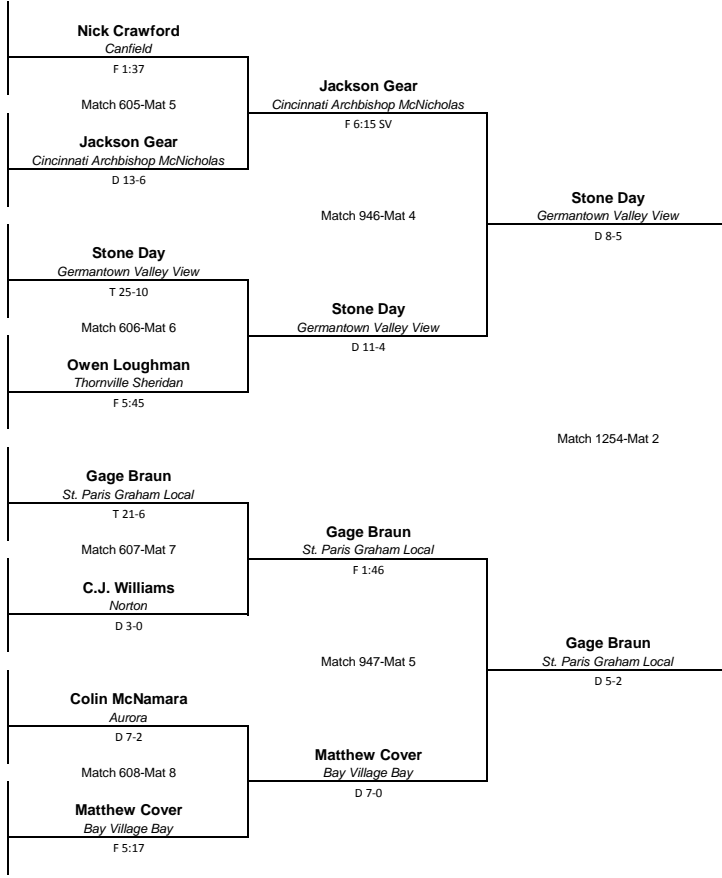 Nick Crawford
Canfield
F 1:37
Match 605-Mat 5
Jackson Gear
Cincinnati Archbishop McNicholas
D 13-6
Jackson Gear
Cincinnati Archbishop McNicholas
F 6:15 SV
Match 946-Mat 4
Stone Day
Germantown Valley View
T 25-10
Match 606-Mat 6
Owen Loughman
Thornville Sheridan
F 5:45
Stone Day
Germantown Valley View
D 11-4
Stone Day
Germantown Valley View
D 8-5
Match 1254-Mat 2
Gage Braun
St. Paris Graham Local
T 21-6
Match 607-Mat 7
C.J. Williams
Norton
D 3-0
Gage Braun
St. Paris Graham Local
F 1:46
Match 947-Mat 5
Colin McNamara
Aurora
D 7-2
Match 608-Mat 8
Matthew Cover
Bay Village Bay
F 5:17
Matthew Cover
Bay Village Bay
D 7-0
Gage Braun
St. Paris Graham Local
D 5-2